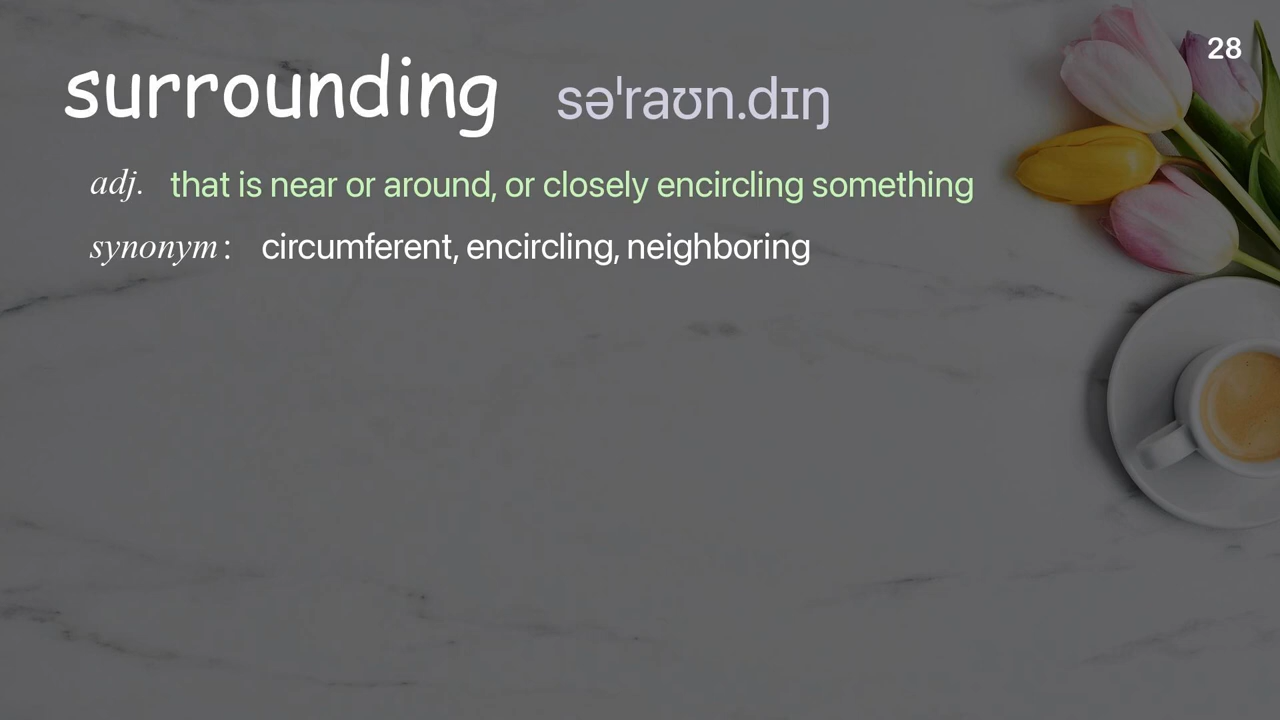 28
surrounding səˈraʊn.dɪŋ
adj. that is near or around, or closely encircling something
synonym : circumferent, encircling, neighboring